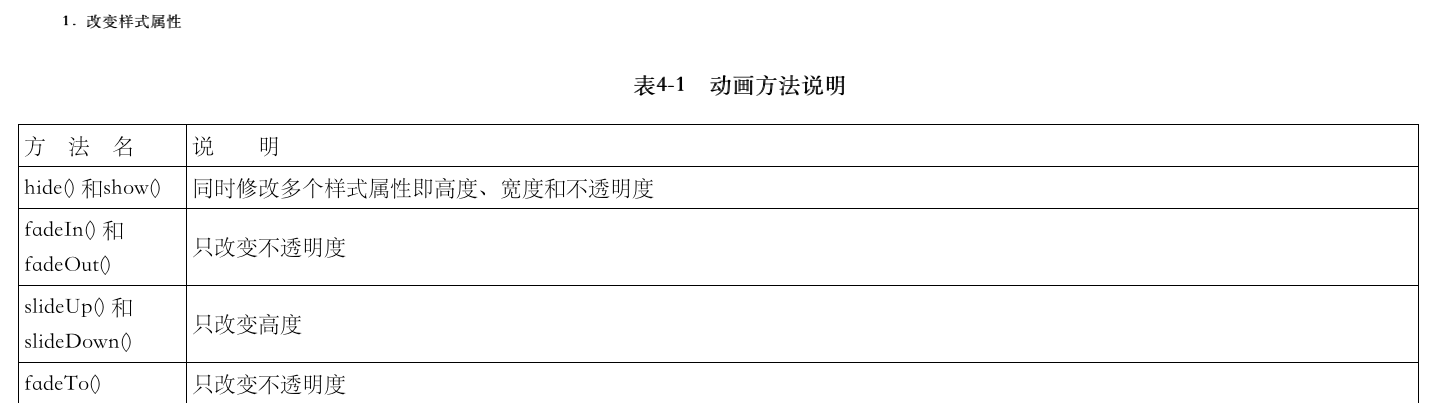 1. 改变样式属性
表4-1 动画方法说明
方 法 名 说 明
hide() 和show() 同时修改多个样式属性即高度、宽度和不透明度
fadeIn() 和
fadeOut() 只改变不透明度
slideUp() 和
slideDown() 只改变高度
fadeTo() 只改变不透明度